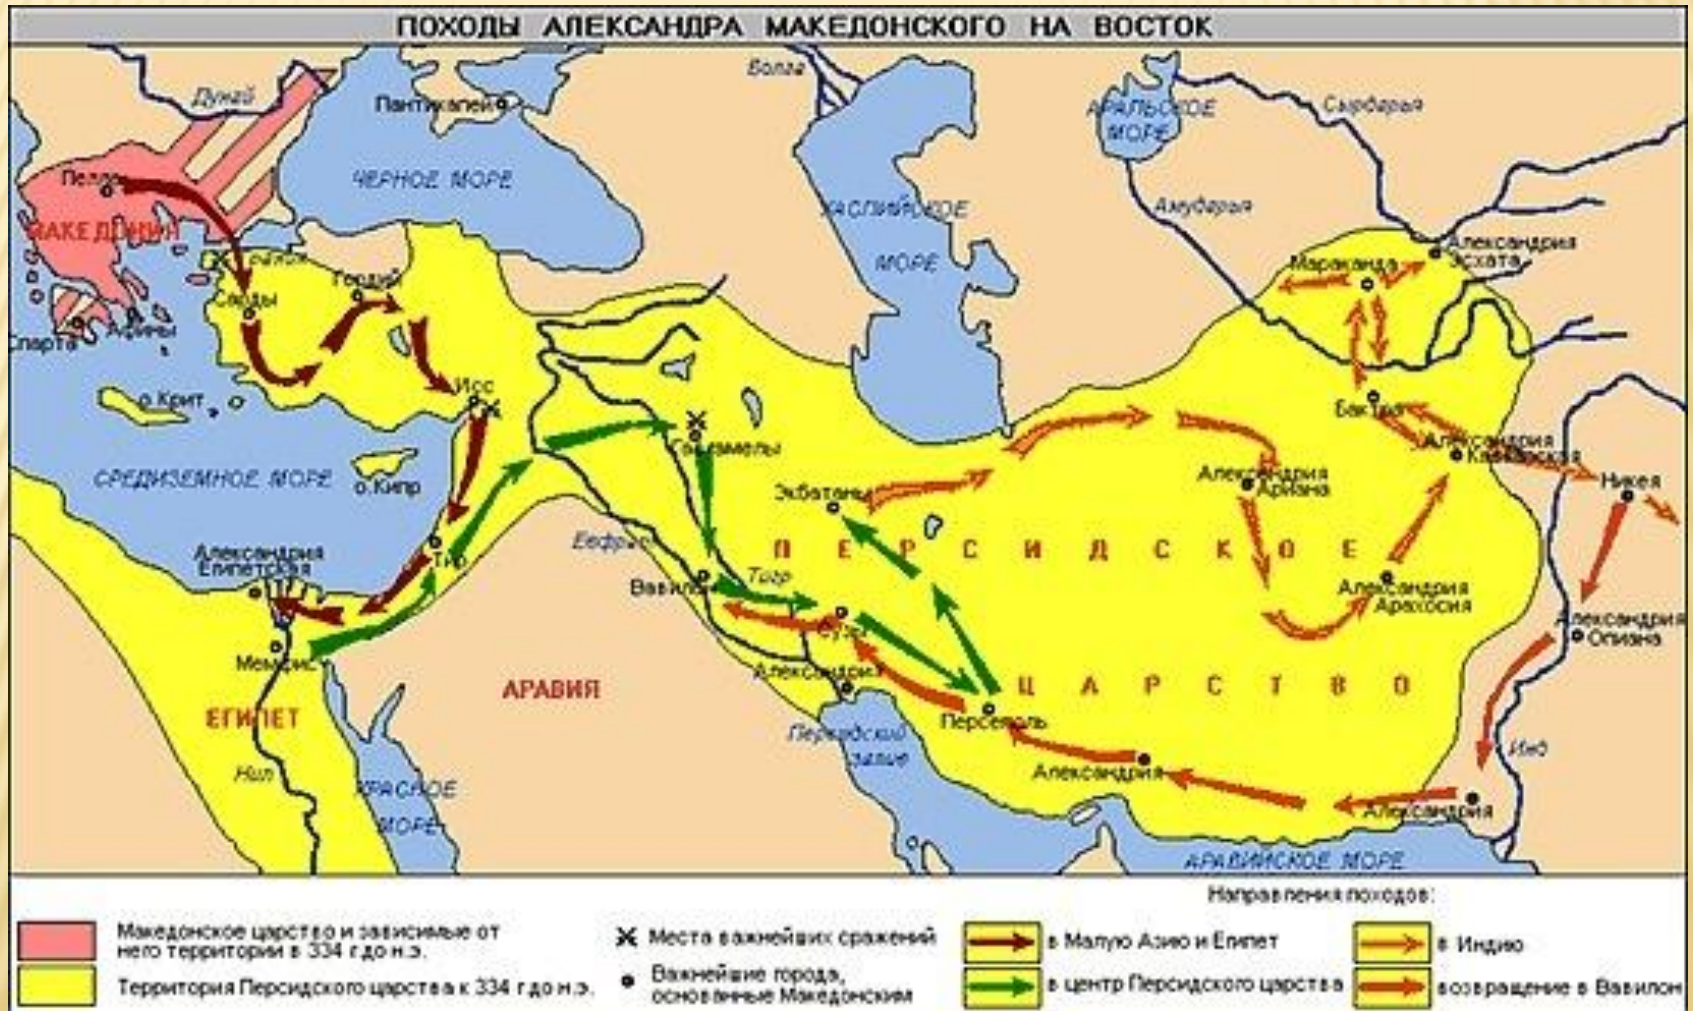 ПОХОДЫ АЛЕКСАНДРА МАКЕДОНСКОГО НА ВОСТОК
Дунай
Пантикапей
Волга
АРАЛЬСКОЕ
МОРЕ
Сырдарья
Пелла
ЧЕРНОЕ МОРЕ
КАСПИЙСКОЕ
МОРЕ
Амударья
МАКЕДОНИЯ
Александрия
Эсхата
Мараканда
Гордий
Сарды
Афины
Спарта
Исс
о.Крит
Бактра
Александрия
Кавказская
Гавгамелы
СРЕДИЗЕМНОЕ МОРЕ
о.Кипр
Экбатаны
Александрия
Ариана
Никея
Александрия
Египетская
Тир
Евфрат
ПЕРСИДСКОЕ
Вавилон
Тигр
Александрия
Арахосия
Сузы
Александрия
Опиана
Мемфис
Александрия
АРАВИЯ
ЦАРСТВО
ЕГИПЕТ
Персеполь
Персидский
залив
Инд
Нил
КРАСНОЕ
МОРЕ
Александрия
Александрия
АРАВИЙСКОЕ МОРЕ
Направления походов:
Македонское царство и зависимые от
него территории в 334 г.до н.э.
Территория Персидского царства к 334 г.до н.э.
Места важнейших сражений
Важнейшие города,
основанные Македонским
в Малую Азию и Египет
в центр Персидского царства
в Индию
возвращение в Вавилон